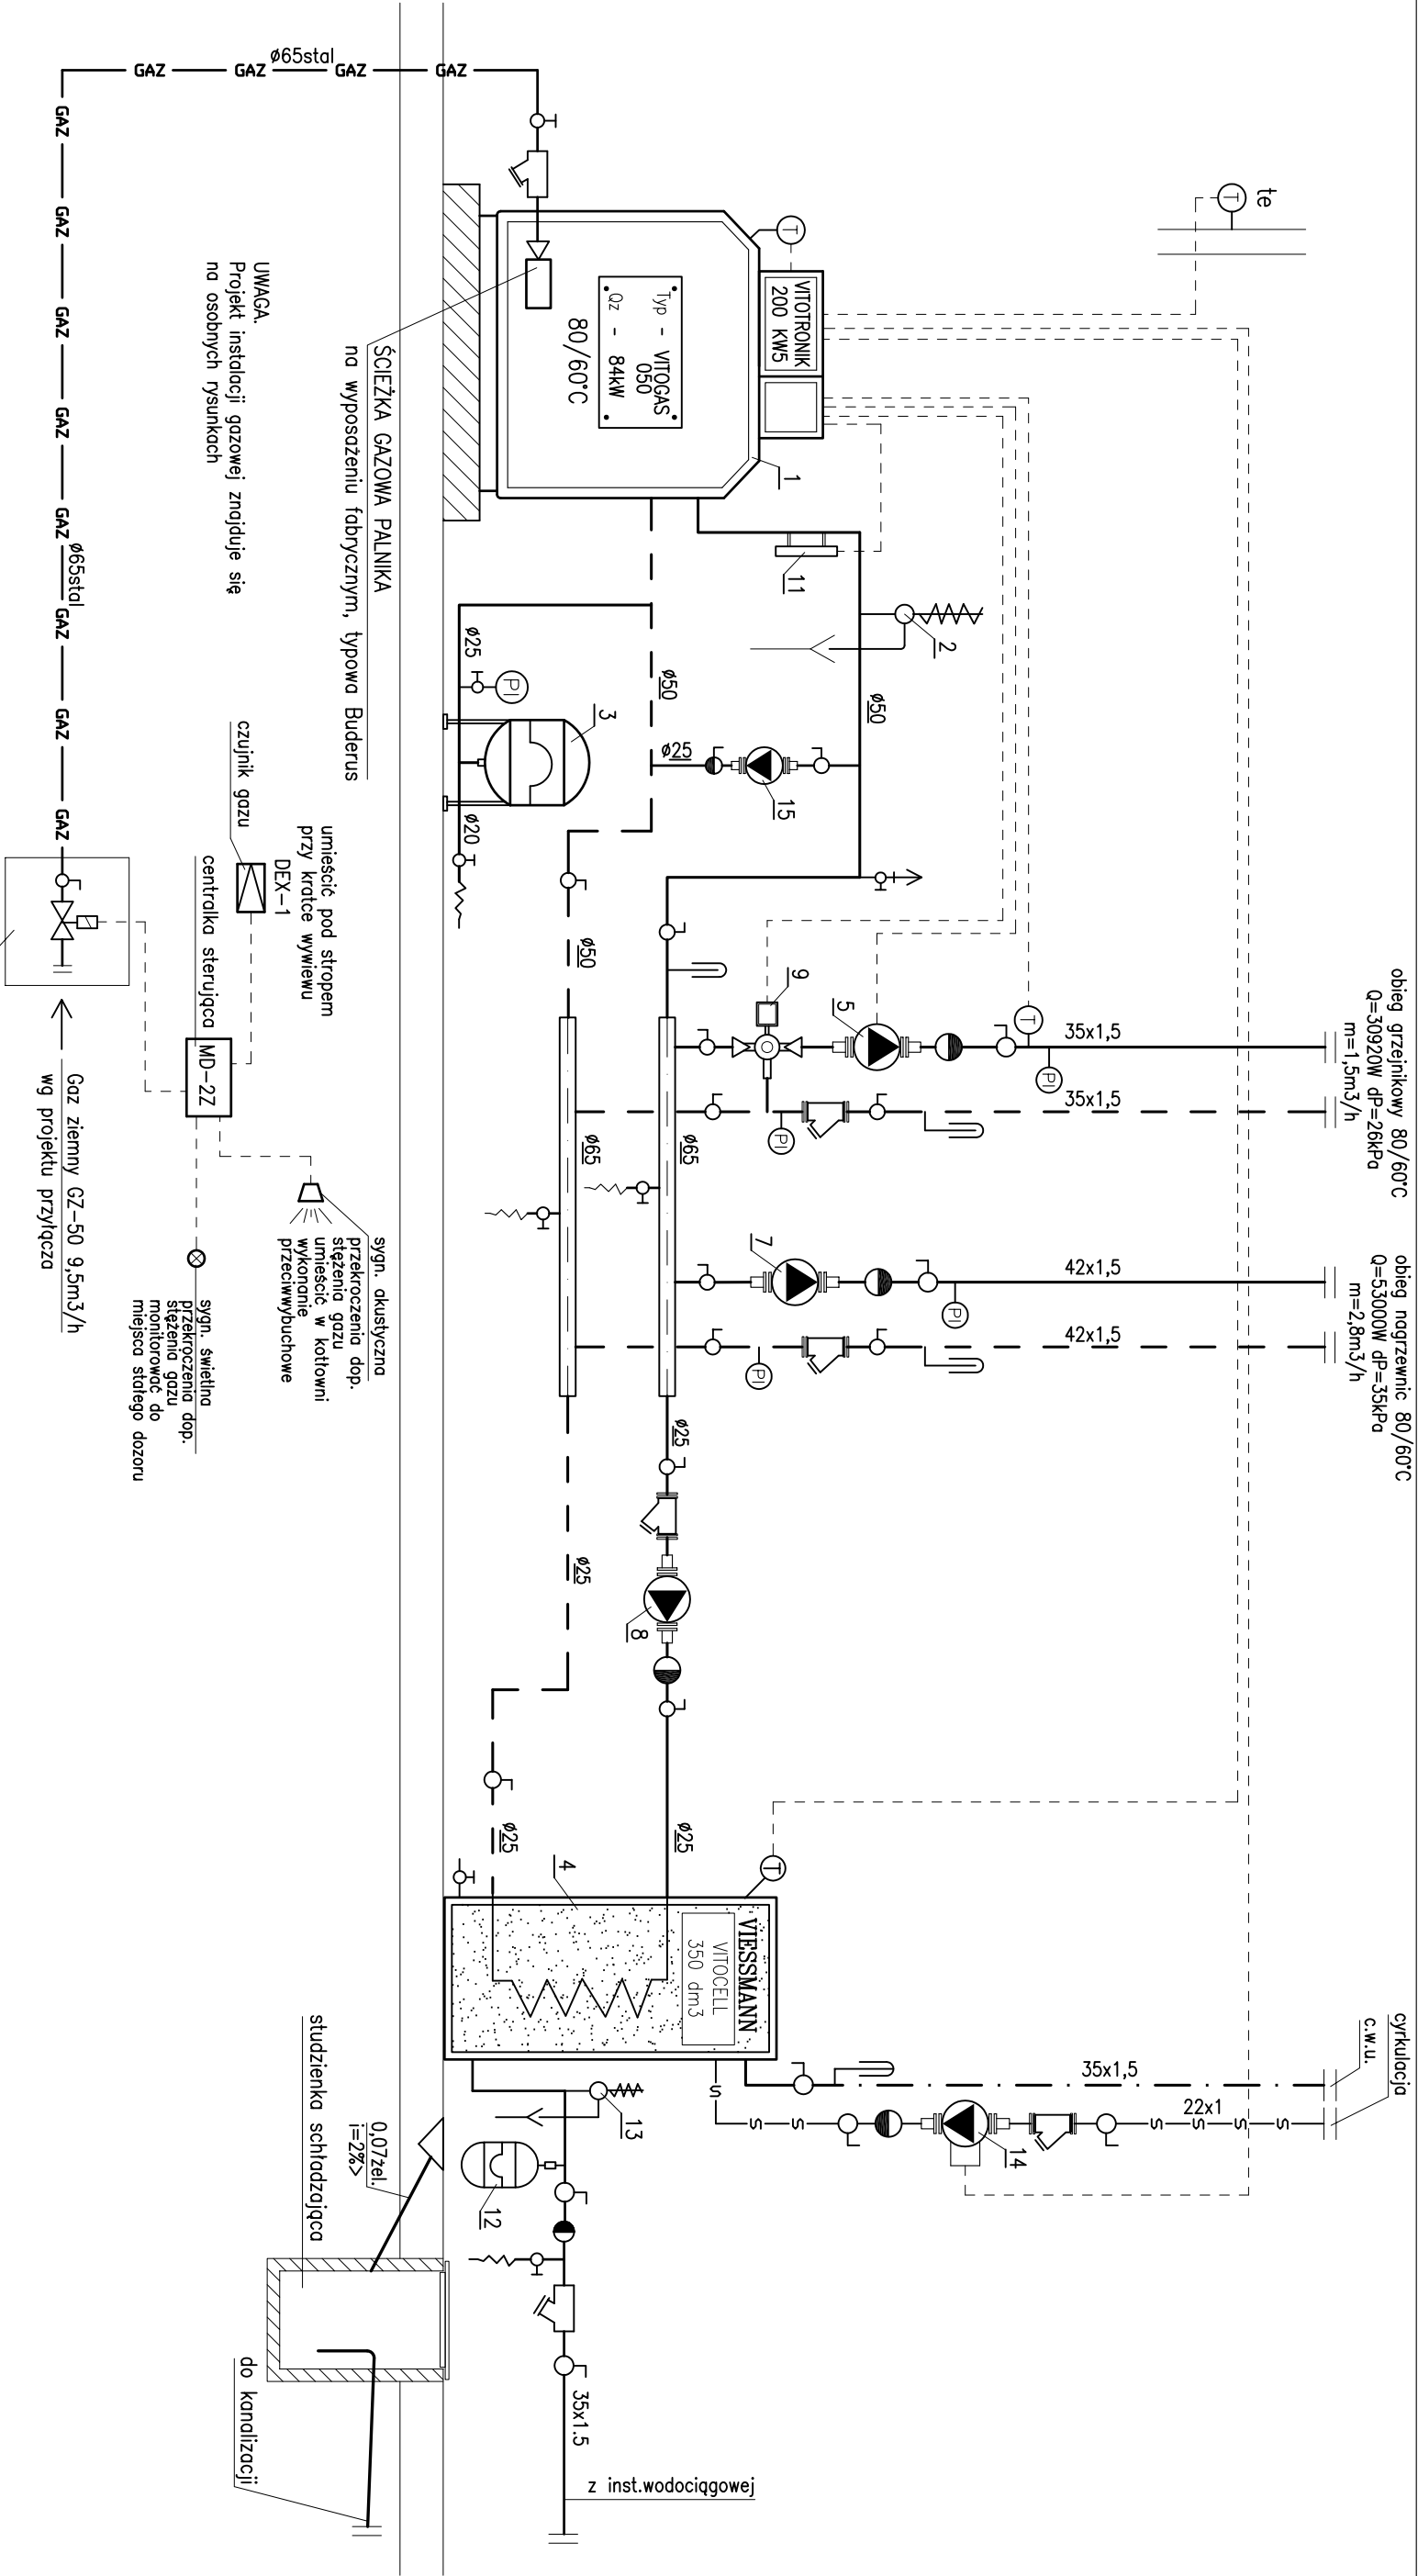 te
T
T
VITOTRONIK
200 KW5
Typ - VITOGAS
050
Qz - 84kW
80/60°C
1
11
2
ø50
ø50
ø25
15
3
PI
ø25
ø20
ŚCIEŻKA GAZOWA PALNIKA
na wyposażeniu fabrycznym, typowa Buderus
UWAGA.
Projekt instalacji gazowej znajduje się
na osobnych rysunkach
ø65stal
GAZ GAZ GAZ GAZ
GAZ GAZ GAZ GAZ GAZ GAZ GAZ GAZ
ø65stal
czujnik gazu
umieścić pod stropem
przy kratce wywiewu
DEX-1
centralka sterująca
MD-2Z
Gaz ziemny GZ-50 9,5m3/h
wg projektu przyłącza
sygn. akustyczna
przekroczenia dop.
stężenia gazu
umieścić w kotłowni
wykonanie
przeciwwybuchowe
sygn. świetlna
przekroczenia dop.
stężenia gazu
monitorować do
miejsca stałego dozoru
obieg grzejnikowy 80/60°C
Q=30920W dP=26kPa
m=1,5m3/h
obieg nagrzewnic 80/60°C
Q=53000W dP=35kPa
m=2,8m3/h
35x1,5
35x1,5
42x1,5
42x1,5
T
PI
PI
PI
PI
9
5
7
ø50
ø65
ø65
ø25
ø25
8
ø25
ø25
4
T
VIESSMANN
VITOCELL
350 dm3
cyrkulacja
c.w.u.
35x1,5
22x1
S
S S S S S S
14
13
12
35x1.5
z inst.wodociągowej
0,07żel.
i=2%>
studzienka schładzająca
do kanalizacji